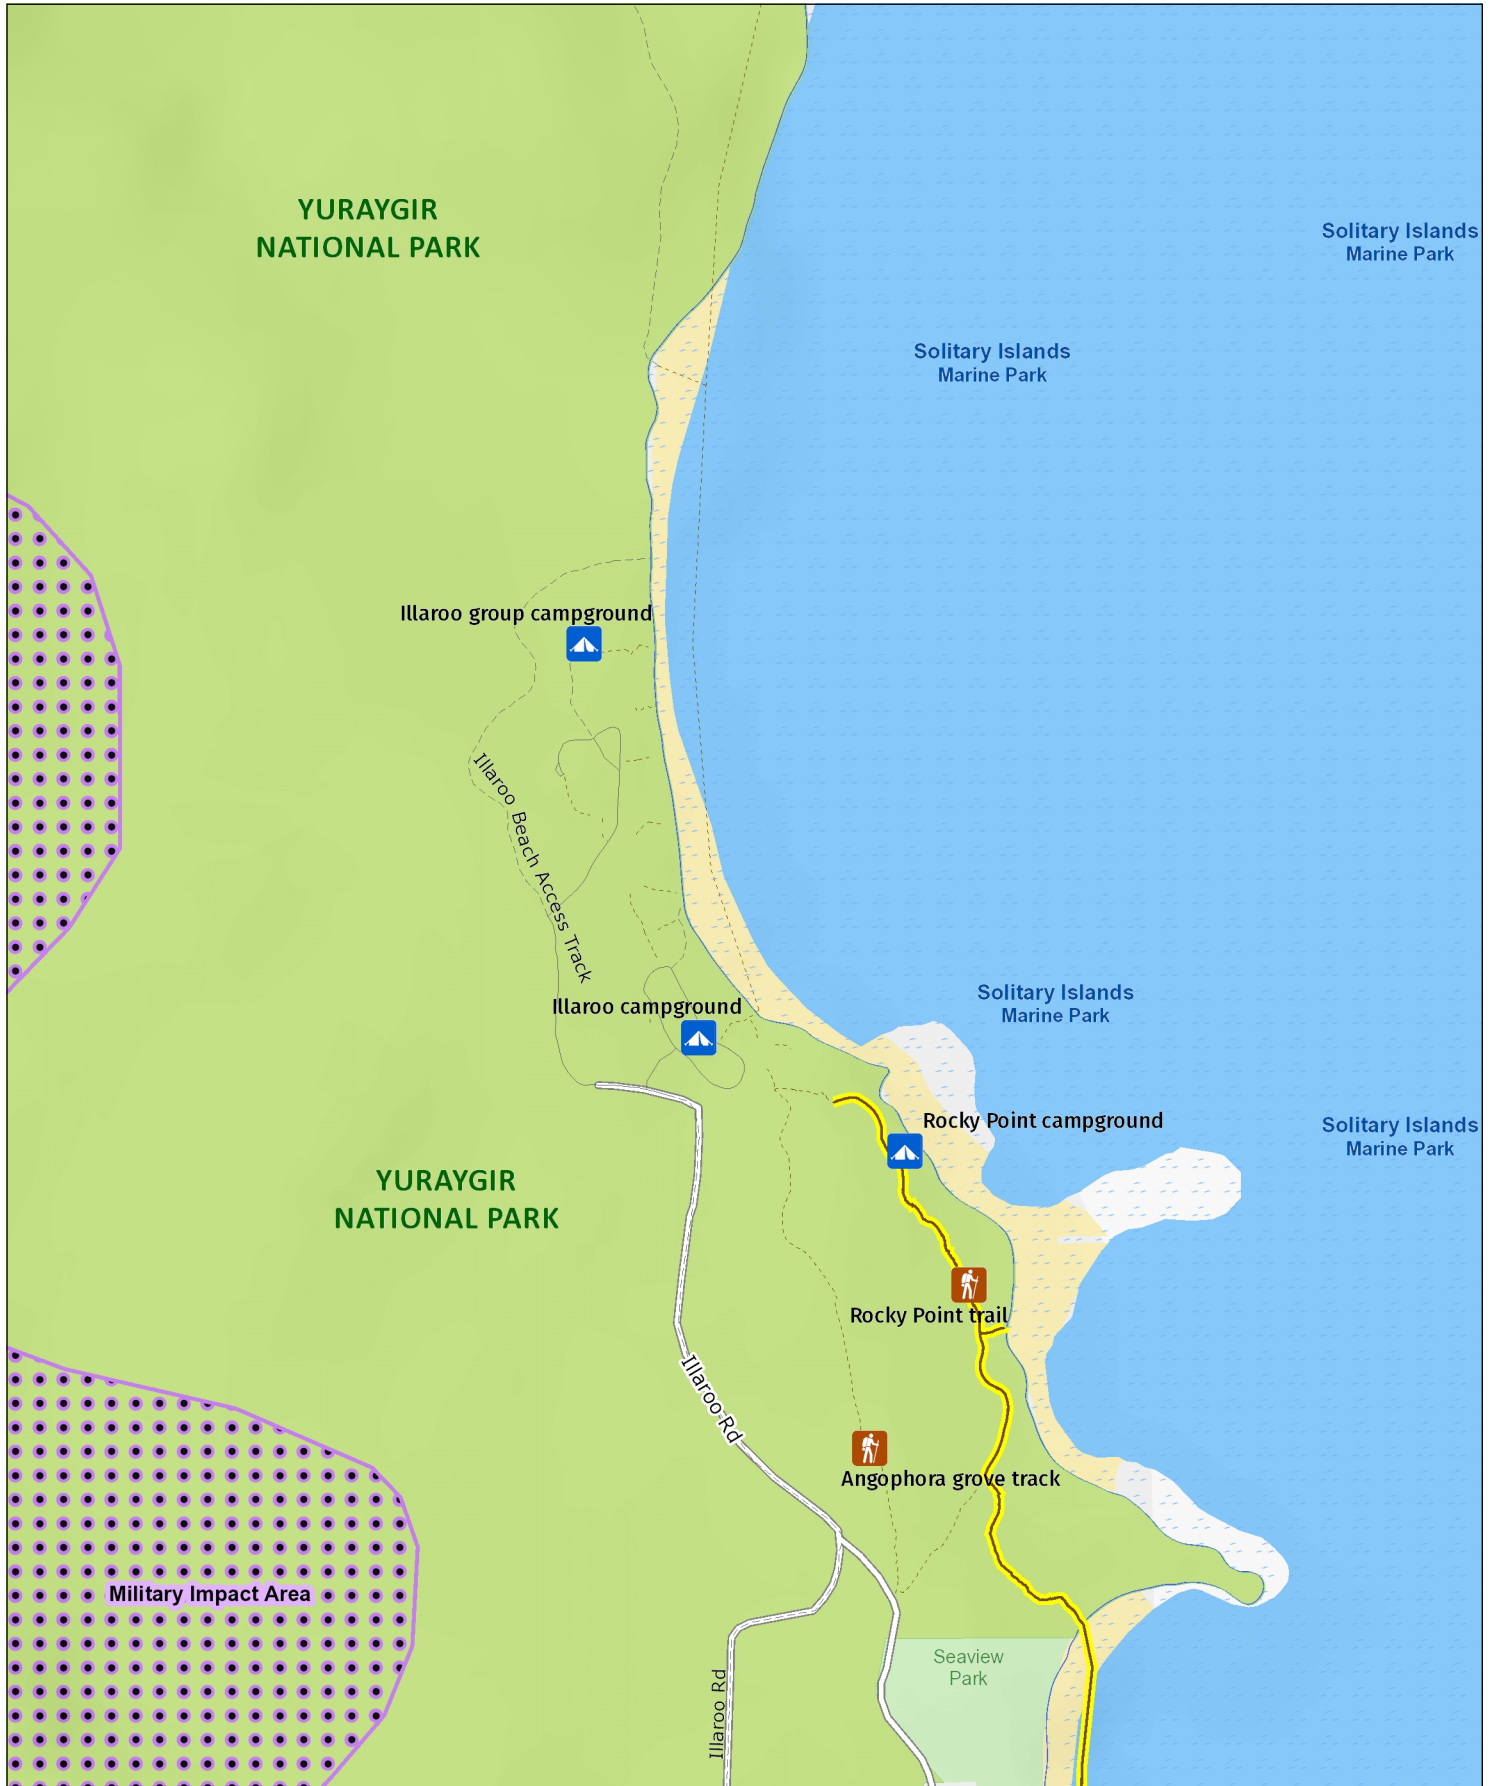 YURAYGIR
NATIONAL PARK
Solitary Islands
Marine Park
Solitary Islands
Marine Park
Illaroo group campground
Illaroo Beach Access Track
Illaroo campground
Solitary Islands
Marine Park
Rocky Point campground
Solitary Islands
Marine Park
YURAYGIR
NATIONAL PARK
Rocky Point trail
Illaroo Rd
Angophora grove track
Military Impact Area
Seaview
Park
Illaroo Rd